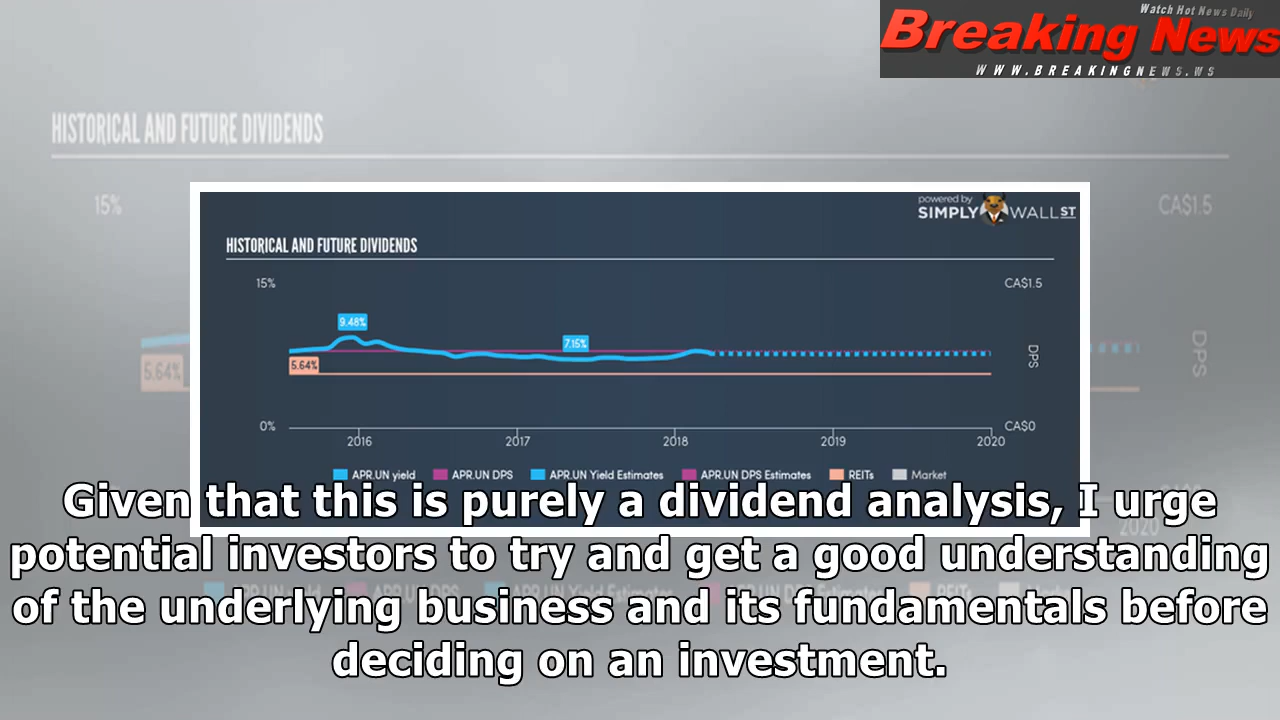 Watch Hot News Daily
Breaking News
WWW.BREAKINGNEWS.WS
HISTORICAL AND FUTURE DIVIDENDS
15% CA$1.5
powered by
SIMPLY WALL ST
HISTORICAL AND FUTURE DIVIDENDS
15% CA$1.5
9.48%
7.15%
5.64%
DPS
0% CA$0
2016 2017 2018 2019 2020
APR.UN yield APR.UN DPS APR.UN Yield Estimates APR.UN DPS Estimates REITs Market
5.64%
DPS
2020
Given that this is purely a dividend analysis, I urge
potential investors to try and get a good understanding
of the underlying business and its fundamentals before
deciding on an investment.